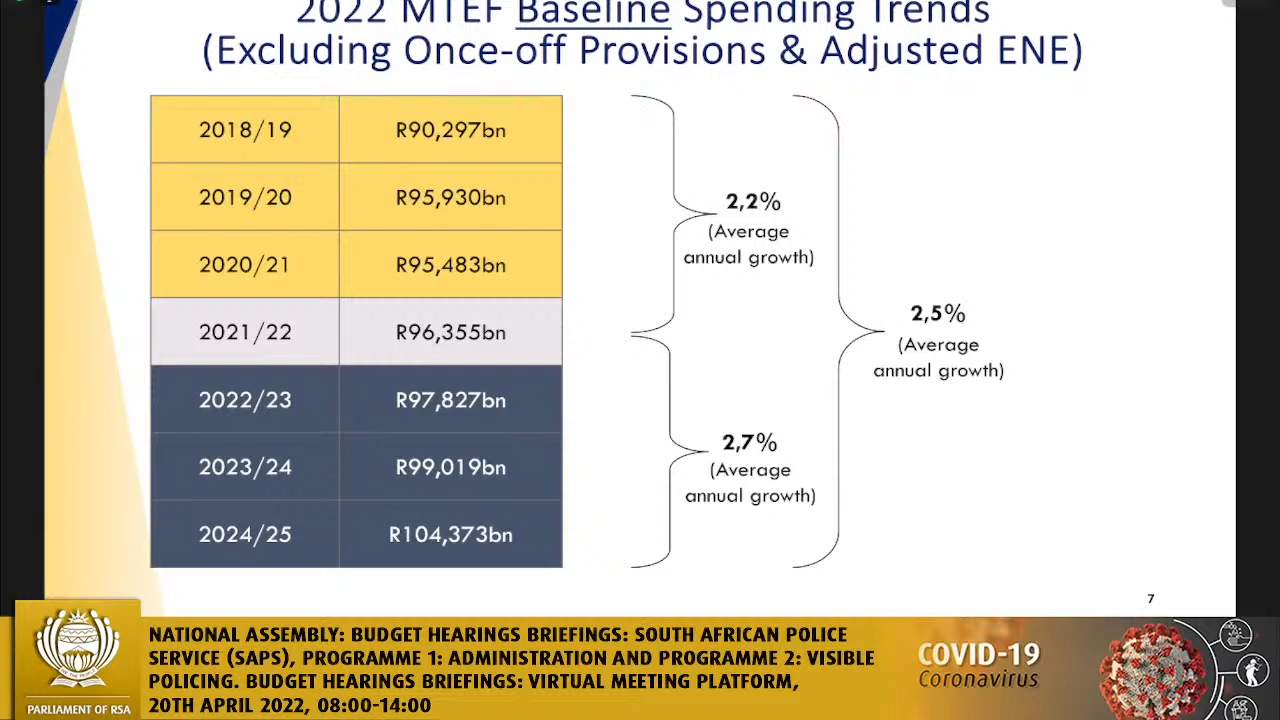 2022 MTEF Baseline Spending Trends
(Excluding Once-off Provisions & Adjusted ENE)
2018/19 R90,297bn
2019/20 R95,930bn
2020/21 R95,483bn
2021/22 R96,355bn
2022/23 R97,827bn
2023/24 R99,019bn
2024/25 R104,373bn
2,2%
(Average
annual growth)
2,7%
(Average
annual growth)
2,5%
(Average
annual growth)
7
NATIONAL ASSEMBLY: BUDGET HEARINGS BRIEFINGS: SOUTH AFRICAN POLICE
SERVICE (SAPS), PROGRAMME 1: ADMINISTRATION AND PROGRAMME 2: VISIBLE
POLICING. BUDGET HEARINGS BRIEFINGS: VIRTUAL MEETING PLATFORM,
20TH APRIL 2022, 08:00-14:00
PARLIAMENT OF RSA
COVID-19
Coronavirus